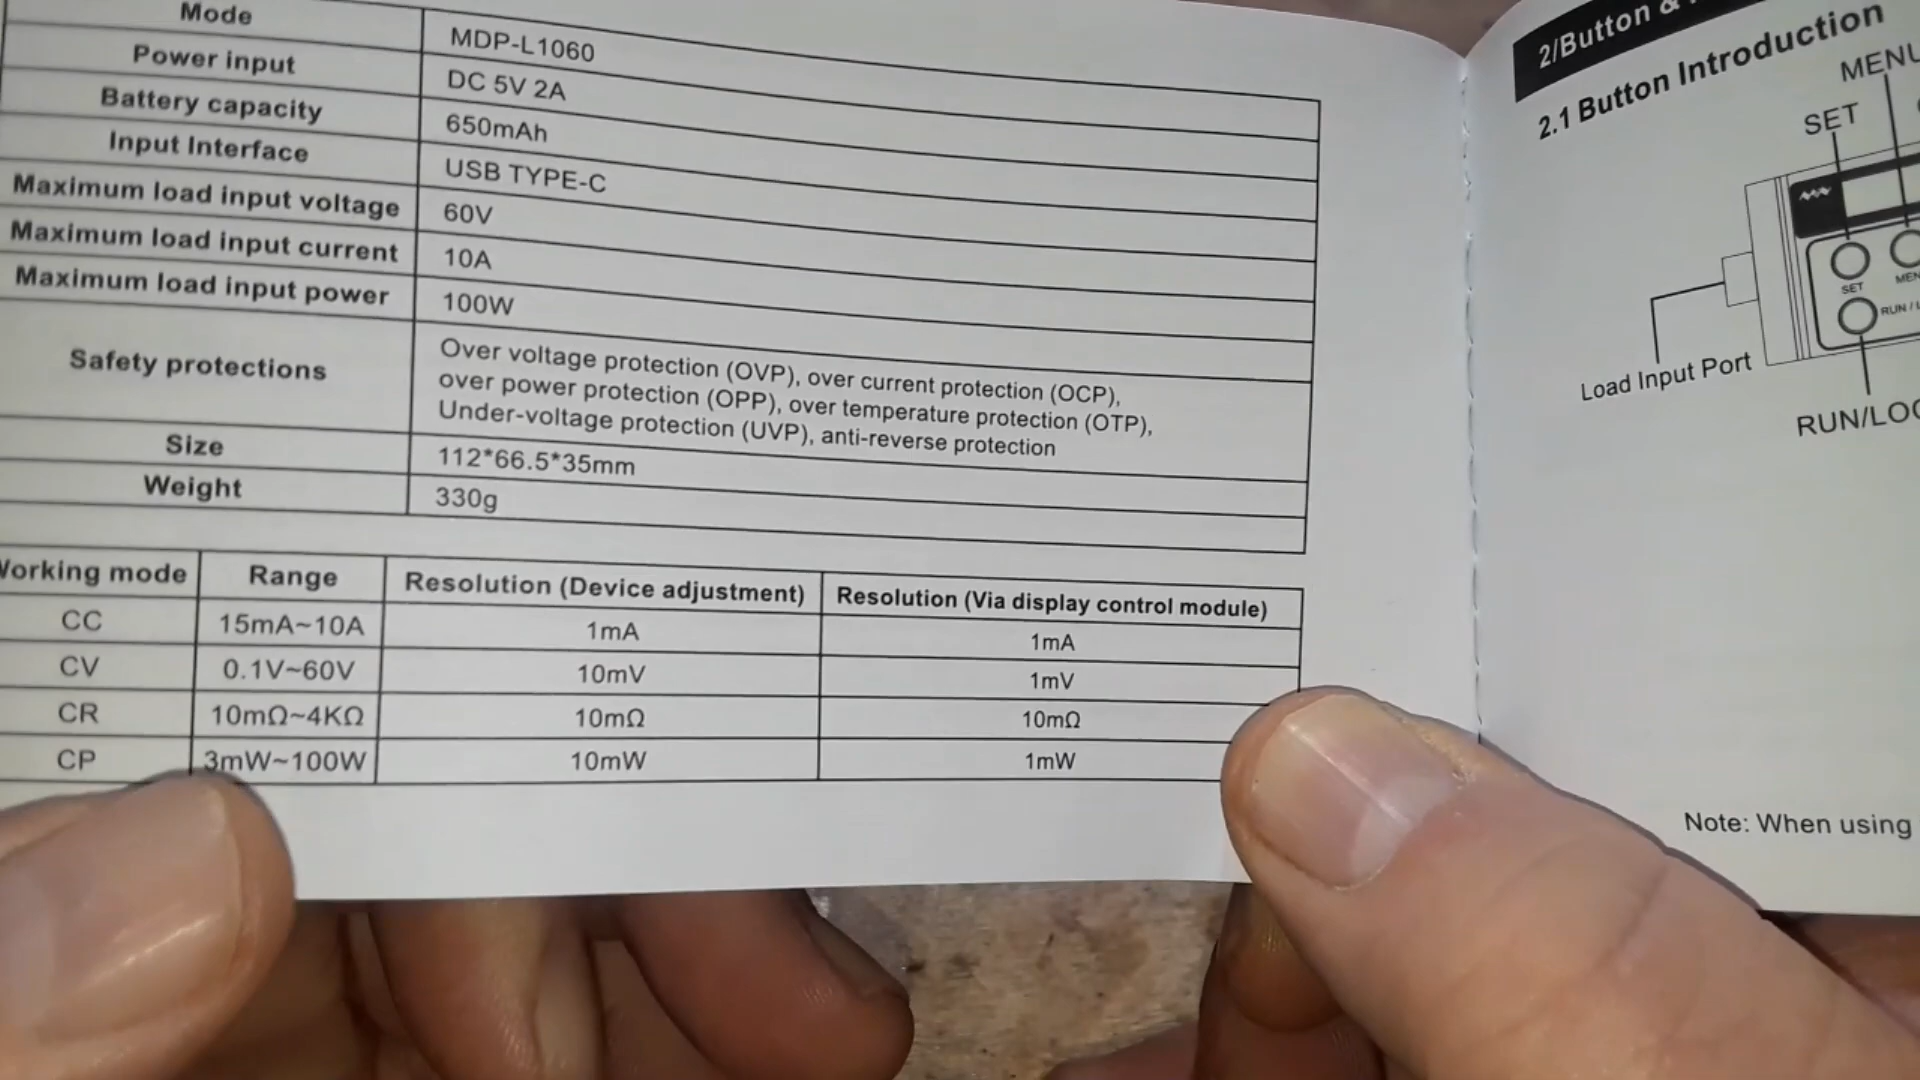 Mode MDP-L1060
Power input DC 5V 2A
Battery capacity 650mAh
Input Interface USB TYPE-C
Maximum load input voltage 60V
Maximum load input current 10A
Maximum load input power 100W
Safety protections Over voltage protection (OVP), over current protection (OCP),
over power protection (OPP), over temperature protection (OTP),
Under-voltage protection (UVP), anti-reverse protection
Size 112*66.5*35mm
Weight 330g
Working mode Range Resolution (Device adjustment) Resolution (Via display control module)
CC 15mA~10A 1mA 1mA
CV 0.1V~60V 10mV 1mV
CR 10mΩ~4KΩ 10mΩ 10mΩ
CP 3mW~100W 10mW 1mW
2/Button &
2.1 Button Introduction
MENU
SET
SET
MEN
RUN / L
Load Input Port
RUN/LOC
Note: When using